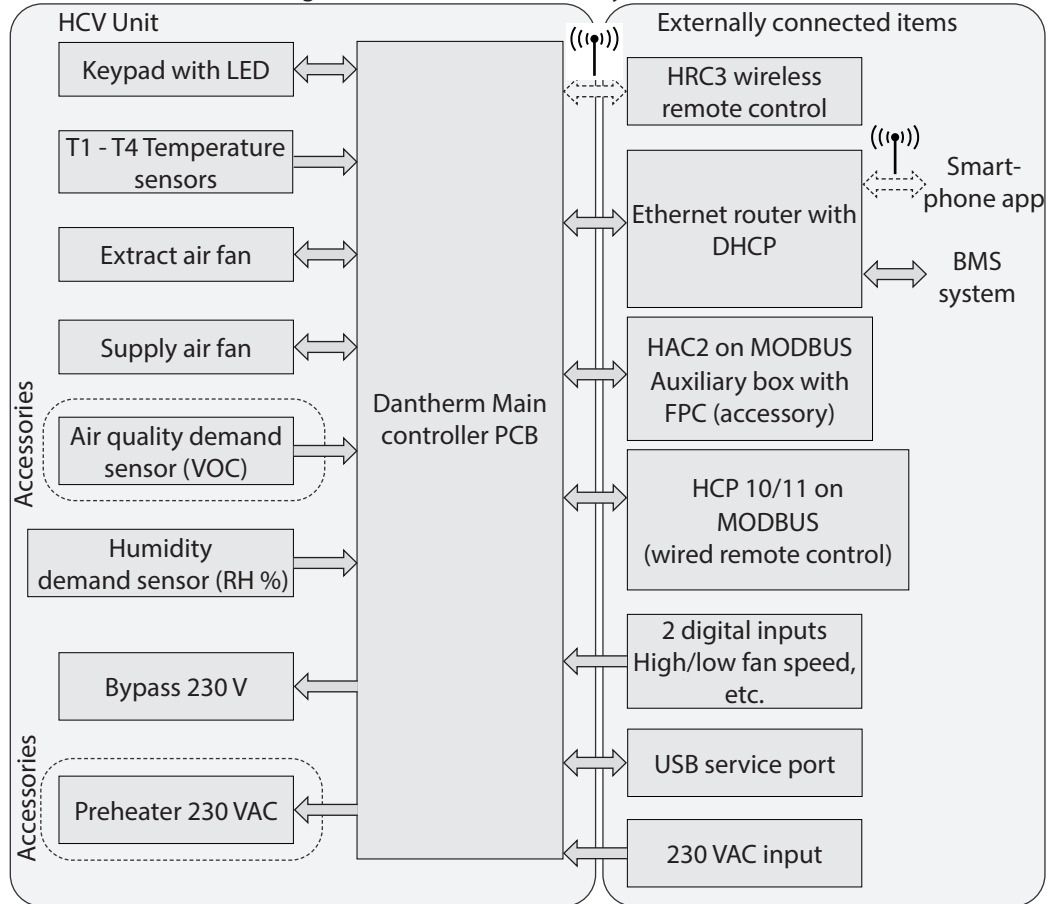 HCV Unit
Keypad with LED
T1 - T4 Temperature
sensors
Extract air fan
Supply air fan
Accessories
Air quality demand
sensor (VOC)
Humidity
demand sensor (RH %)
Bypass 230 V
Accessories
Preheater 230 VAC
Dantherm Main
controller PCB
Externally connected items
HRC3 wireless
remote control
Ethernet router with
DHCP
Smart-
phone app
BMS
system
HAC2 on MODBUS
Auxiliary box with
FPC (accessory)
HCP 10/11 on
MODBUS
(wired remote control)
2 digital inputs
High/low fan speed,
etc.
USB service port
230 VAC input